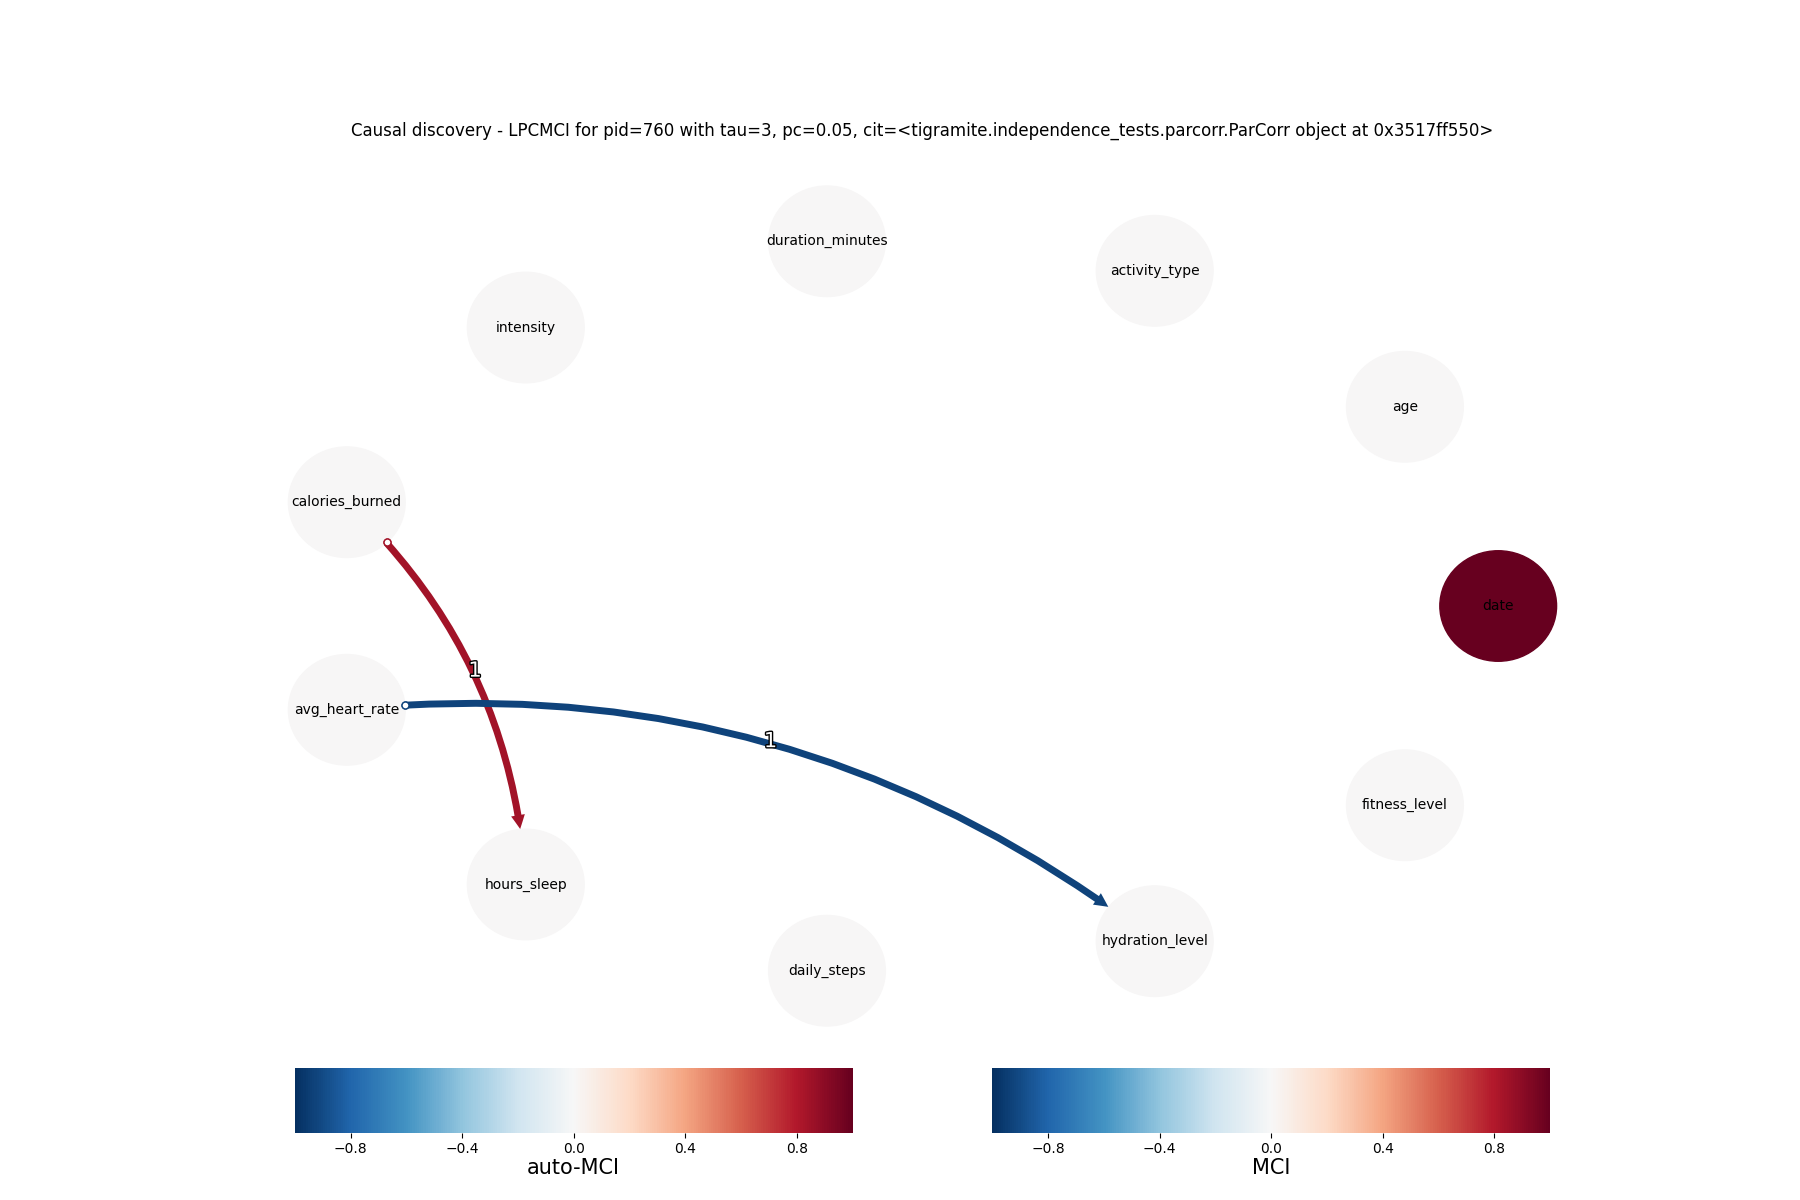 Causal discovery - LPCMCI for pid=760 with tau=3, pc=0.05, cit=<tigramite.independence_tests.parcorr.ParCorr object at 0x3517ff550>
duration_minutes
activity_type
intensity
age
calories_burned
date
1
avg_heart_rate
1
fitness_level
hours_sleep
hydration_level
daily_steps
−0.8 −0.4 0.0 0.4 0.8
auto-MCI
−0.8 −0.4 0.0 0.4 0.8
MCI